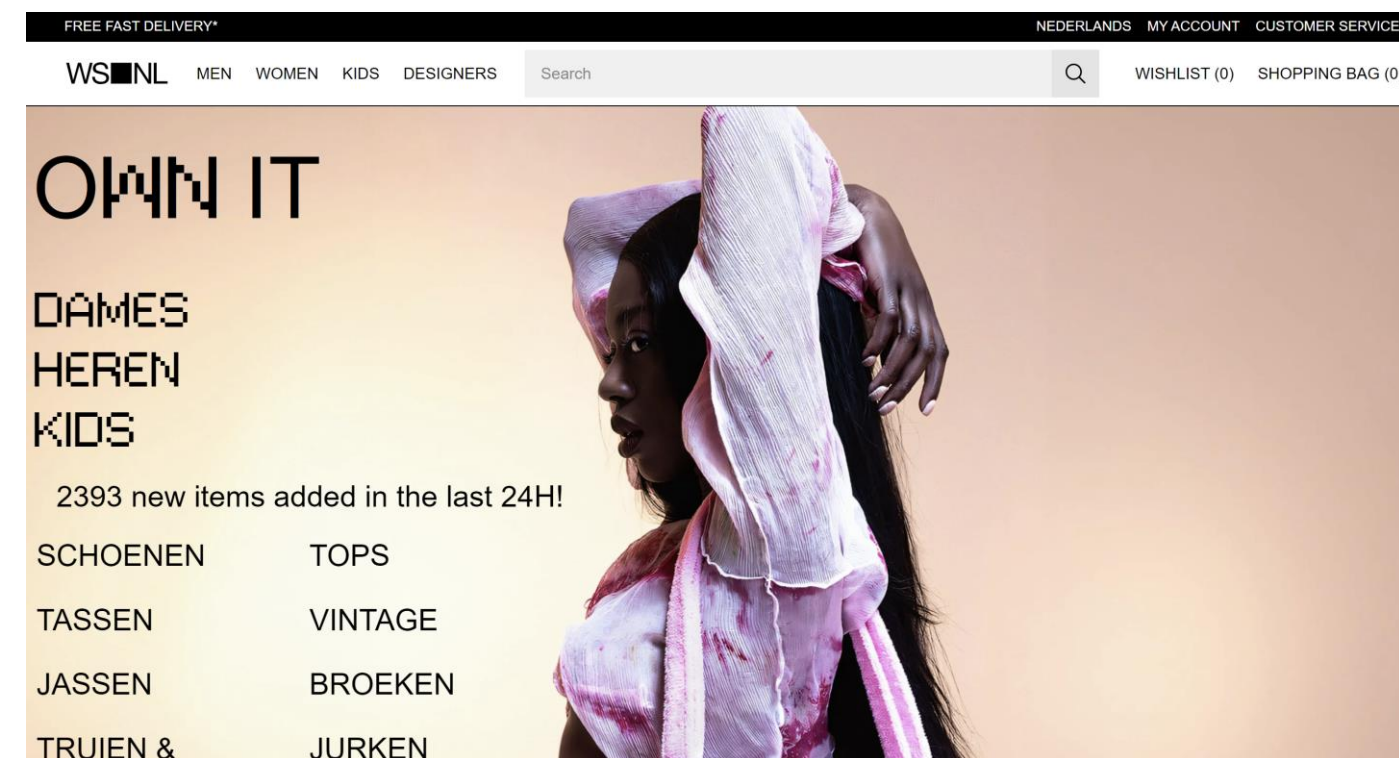 FREE FAST DELIVERY* NEDERLANDS MY ACCOUNT CUSTOMER SERVICE
WS■NL MEN WOMEN KIDS DESIGNERS Search WISHLIST (0) SHOPPING BAG (0
OWN IT
DAMES
HEREN
KIDS
2393 new items added in the last 24H!
SCHOENEN TOPS
TASSEN VINTAGE
JASSEN BROEKEN
TRUIEN & JURKEN